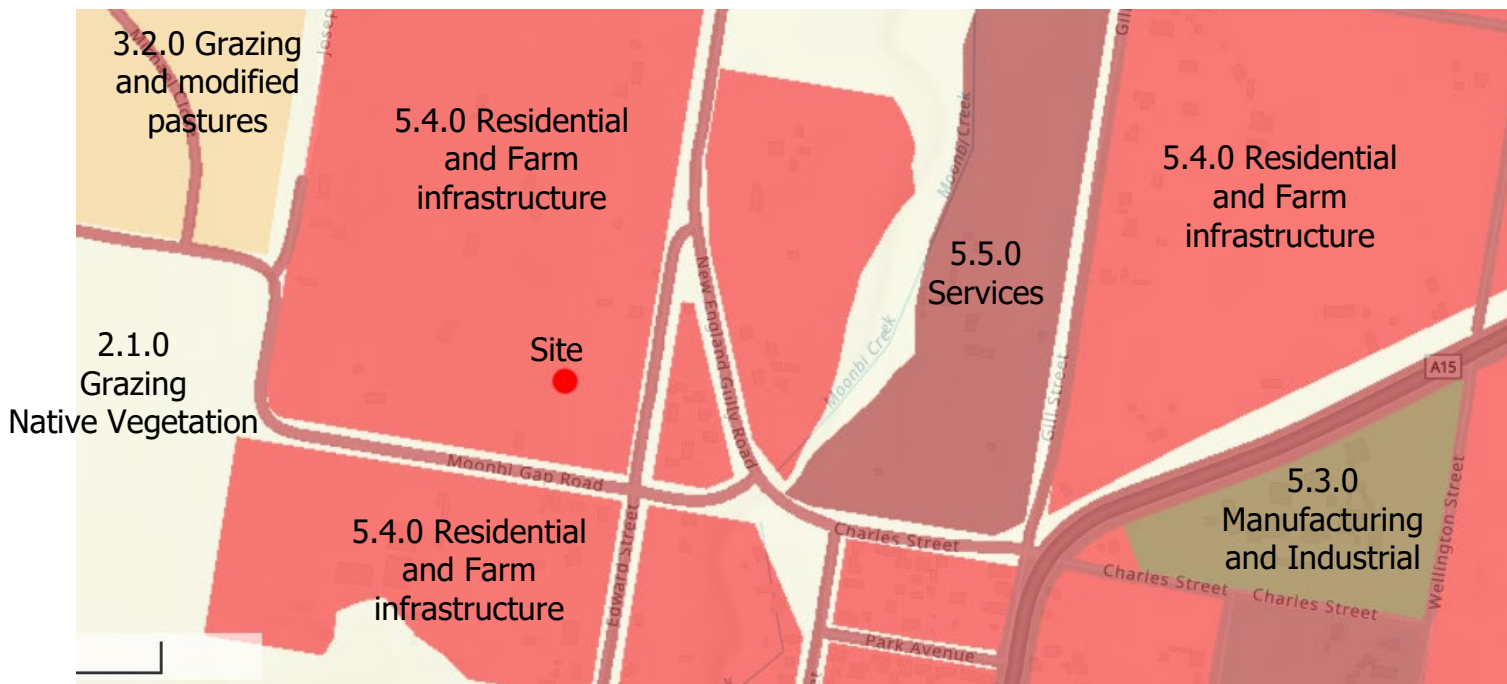 3.2.0 Grazing
and modified
pastures
5.4.0 Residential
and Farm
infrastructure
5.4.0 Residential
and Farm
infrastructure
5.5.0
Services
Moonbi Creek
Moonbi Creek
New England Gully Road
Gill Street
A15
2.1.0
Grazing
Native Vegetation
Site
Moonbi Gap Road
Edward Street
5.4.0 Residential
and Farm
infrastructure
Charles Street
5.3.0
Manufacturing
and Industrial
Wellington Street
Charles Street
Charles Street
Park Avenue